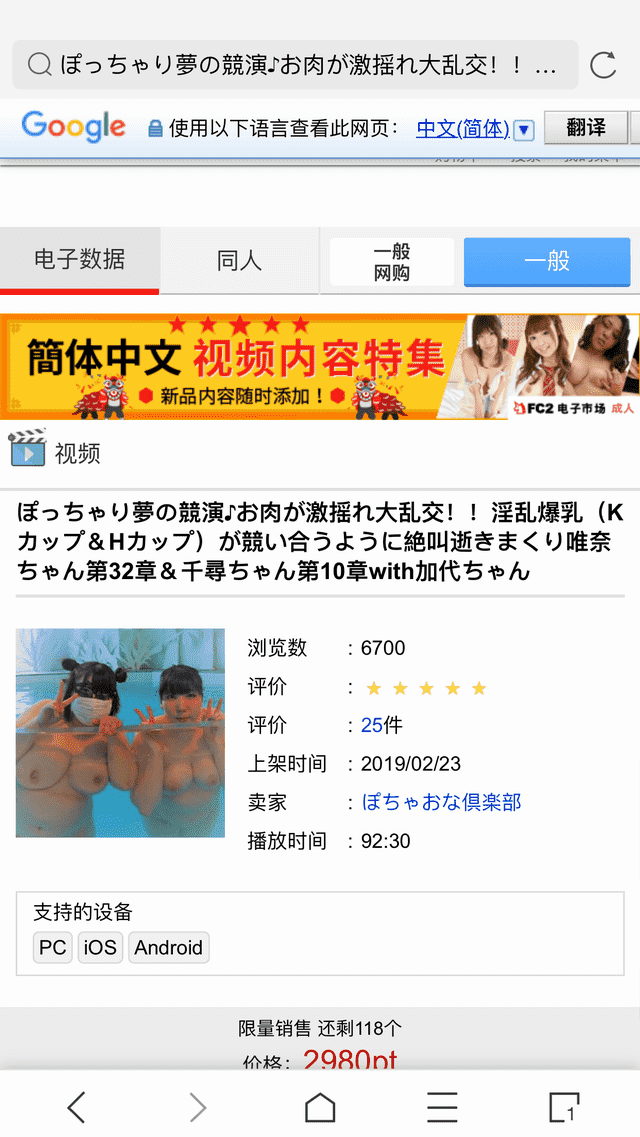 ぽっちゃり夢の競演♪お肉が激揺れ大乱交！！...
Google 使用以下语言查看此网页： 中文(简体) 翻译
电子数据 同人 一般 一般
网购
簡体中文 视频内容特集
新品内容随时添加！
FC2 电子市场 成人
视频
ぽっちゃり夢の競演♪お肉が激揺れ大乱交！！淫乱爆乳（K
カップ＆Hカップ）が競い合うように絶叫逝きまくり唯奈
ちゃん第32章＆千尋ちゃん第10章with加代ちゃん
浏览数 : 6700
评价 : ★★★★★
评价 : 25件
上架时间 : 2019/02/23
卖家 : ぽちゃおな倶楽部
播放时间 : 92:30
支持的设备
PC iOS Android
限量销售 还剩118个
价格: 2980pt
1